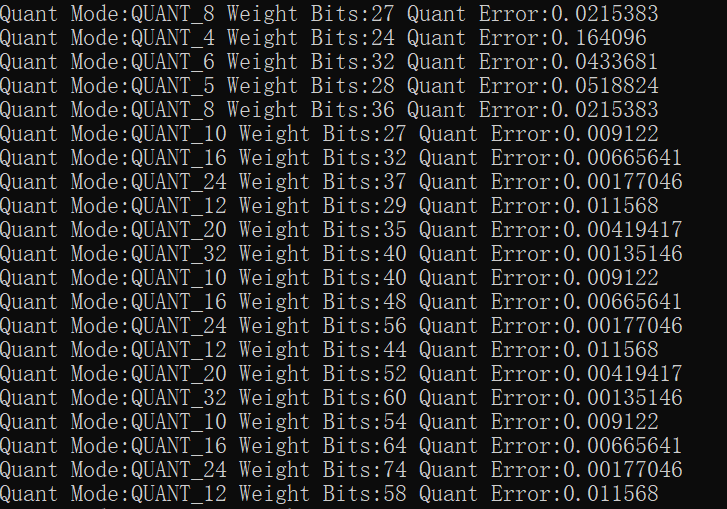 Quant Mode:QUANT_8 Weight Bits:27 Quant Error:0.0215383
Quant Mode:QUANT_4 Weight Bits:24 Quant Error:0.164096
Quant Mode:QUANT_6 Weight Bits:32 Quant Error:0.0433681
Quant Mode:QUANT_5 Weight Bits:28 Quant Error:0.0518824
Quant Mode:QUANT_8 Weight Bits:36 Quant Error:0.0215383
Quant Mode:QUANT_10 Weight Bits:27 Quant Error:0.009122
Quant Mode:QUANT_16 Weight Bits:32 Quant Error:0.00665641
Quant Mode:QUANT_24 Weight Bits:37 Quant Error:0.00177046
Quant Mode:QUANT_12 Weight Bits:29 Quant Error:0.011568
Quant Mode:QUANT_20 Weight Bits:35 Quant Error:0.00419417
Quant Mode:QUANT_32 Weight Bits:40 Quant Error:0.00135146
Quant Mode:QUANT_10 Weight Bits:40 Quant Error:0.009122
Quant Mode:QUANT_16 Weight Bits:48 Quant Error:0.00665641
Quant Mode:QUANT_24 Weight Bits:56 Quant Error:0.00177046
Quant Mode:QUANT_12 Weight Bits:44 Quant Error:0.011568
Quant Mode:QUANT_20 Weight Bits:52 Quant Error:0.00419417
Quant Mode:QUANT_32 Weight Bits:60 Quant Error:0.00135146
Quant Mode:QUANT_10 Weight Bits:54 Quant Error:0.009122
Quant Mode:QUANT_16 Weight Bits:64 Quant Error:0.00665641
Quant Mode:QUANT_24 Weight Bits:74 Quant Error:0.00177046
Quant Mode:QUANT_12 Weight Bits:58 Quant Error:0.011568